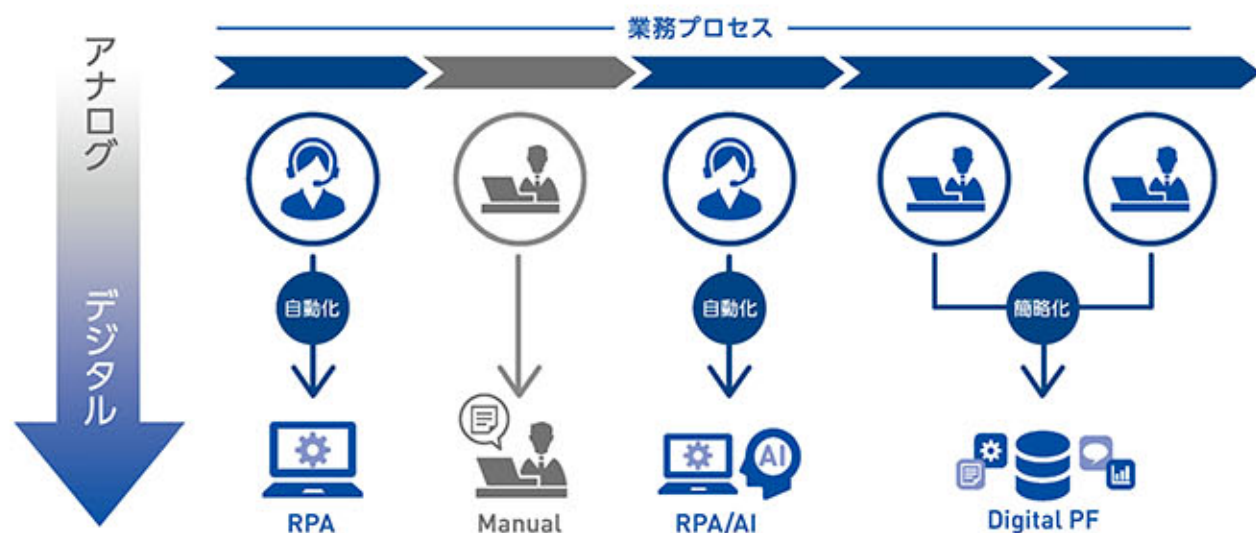 業務プロセス
アナログ
デジタル
自動化
自動化
簡略化
AI
RPA
Manual
RPA/AI
Digital PF